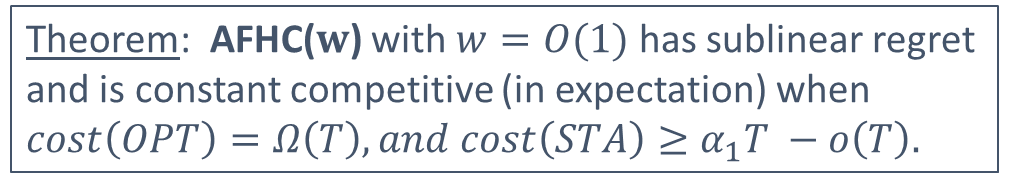 Theorem: AFHC(w) with w = O(1) has sublinear regret
and is constant competitive (in expectation) when
cost(OPT) = Ω(T), and cost(STA) ≥ α₁T − o(T).